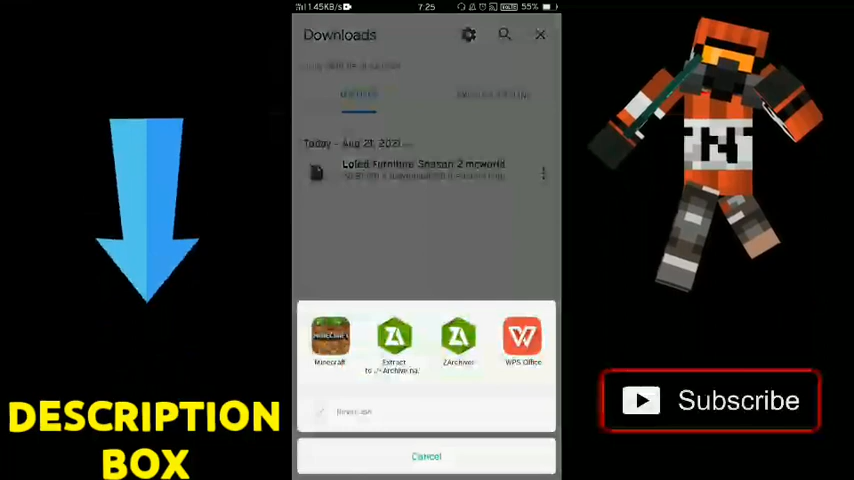 1.45KB/s
7:25
55%
Downloads
Today - Aug 21, 2021
Loled Furniture Season 2 mcworld
Minecraft
Extract
ZArchiver
WPS Office
Cancel
DESCRIPTION
BOX
N
Subscribe